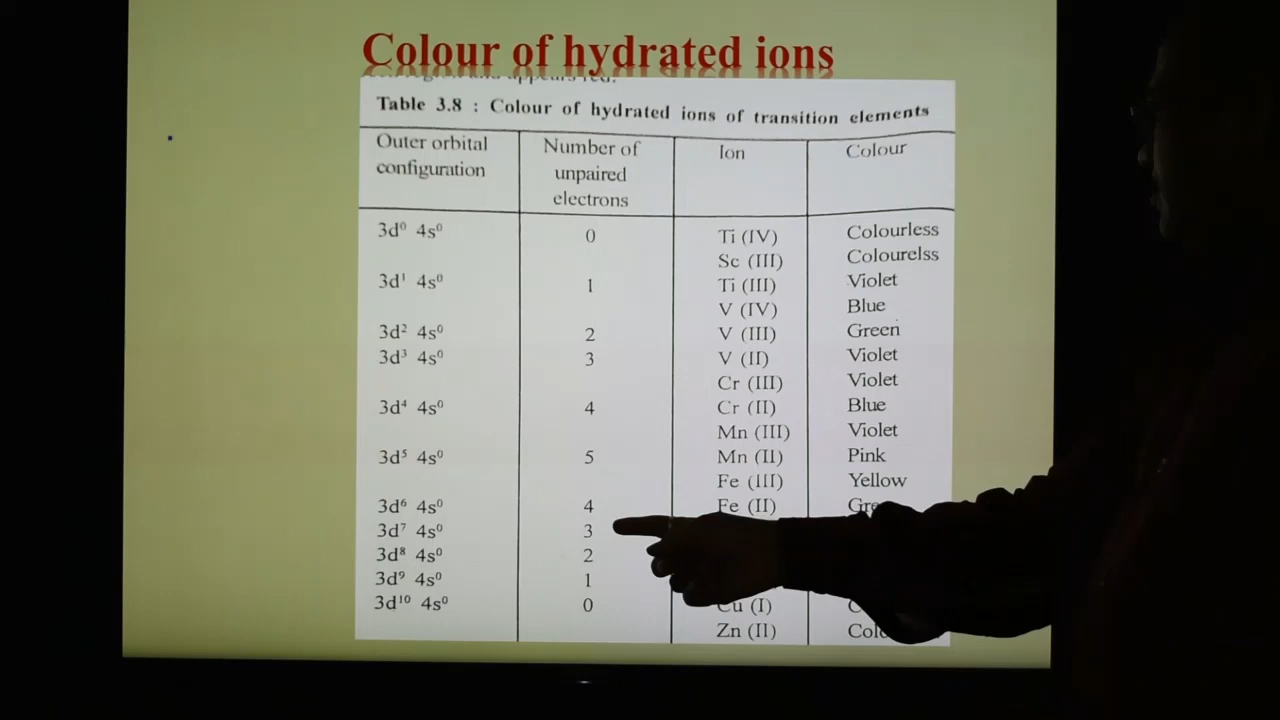 Colour of hydrated ions
Table 3.8 : Colour of hydrated ions of transition elements
Outer orbital configuration Number of unpaired electrons Ion Colour
3d⁰ 4s⁰ 0 Ti (IV) Colourless
Sc (III) Colourelss
3d¹ 4s⁰ 1 Ti (III) Violet
V (IV) Blue
3d² 4s⁰ 2 V (III) Green
3d³ 4s⁰ 3 V (II) Violet
Cr (III) Violet
3d⁴ 4s⁰ 4 Cr (II) Blue
Mn (III) Violet
3d⁵ 4s⁰ 5 Mn (II) Pink
Fe (III) Yellow
3d⁶ 4s⁰ 4 Fe (II)
3d⁷ 4s⁰ 3
3d⁸ 4s⁰ 2
3d⁹ 4s⁰ 1
3d¹⁰ 4s⁰ 0 Cu (I)
Zn (II)